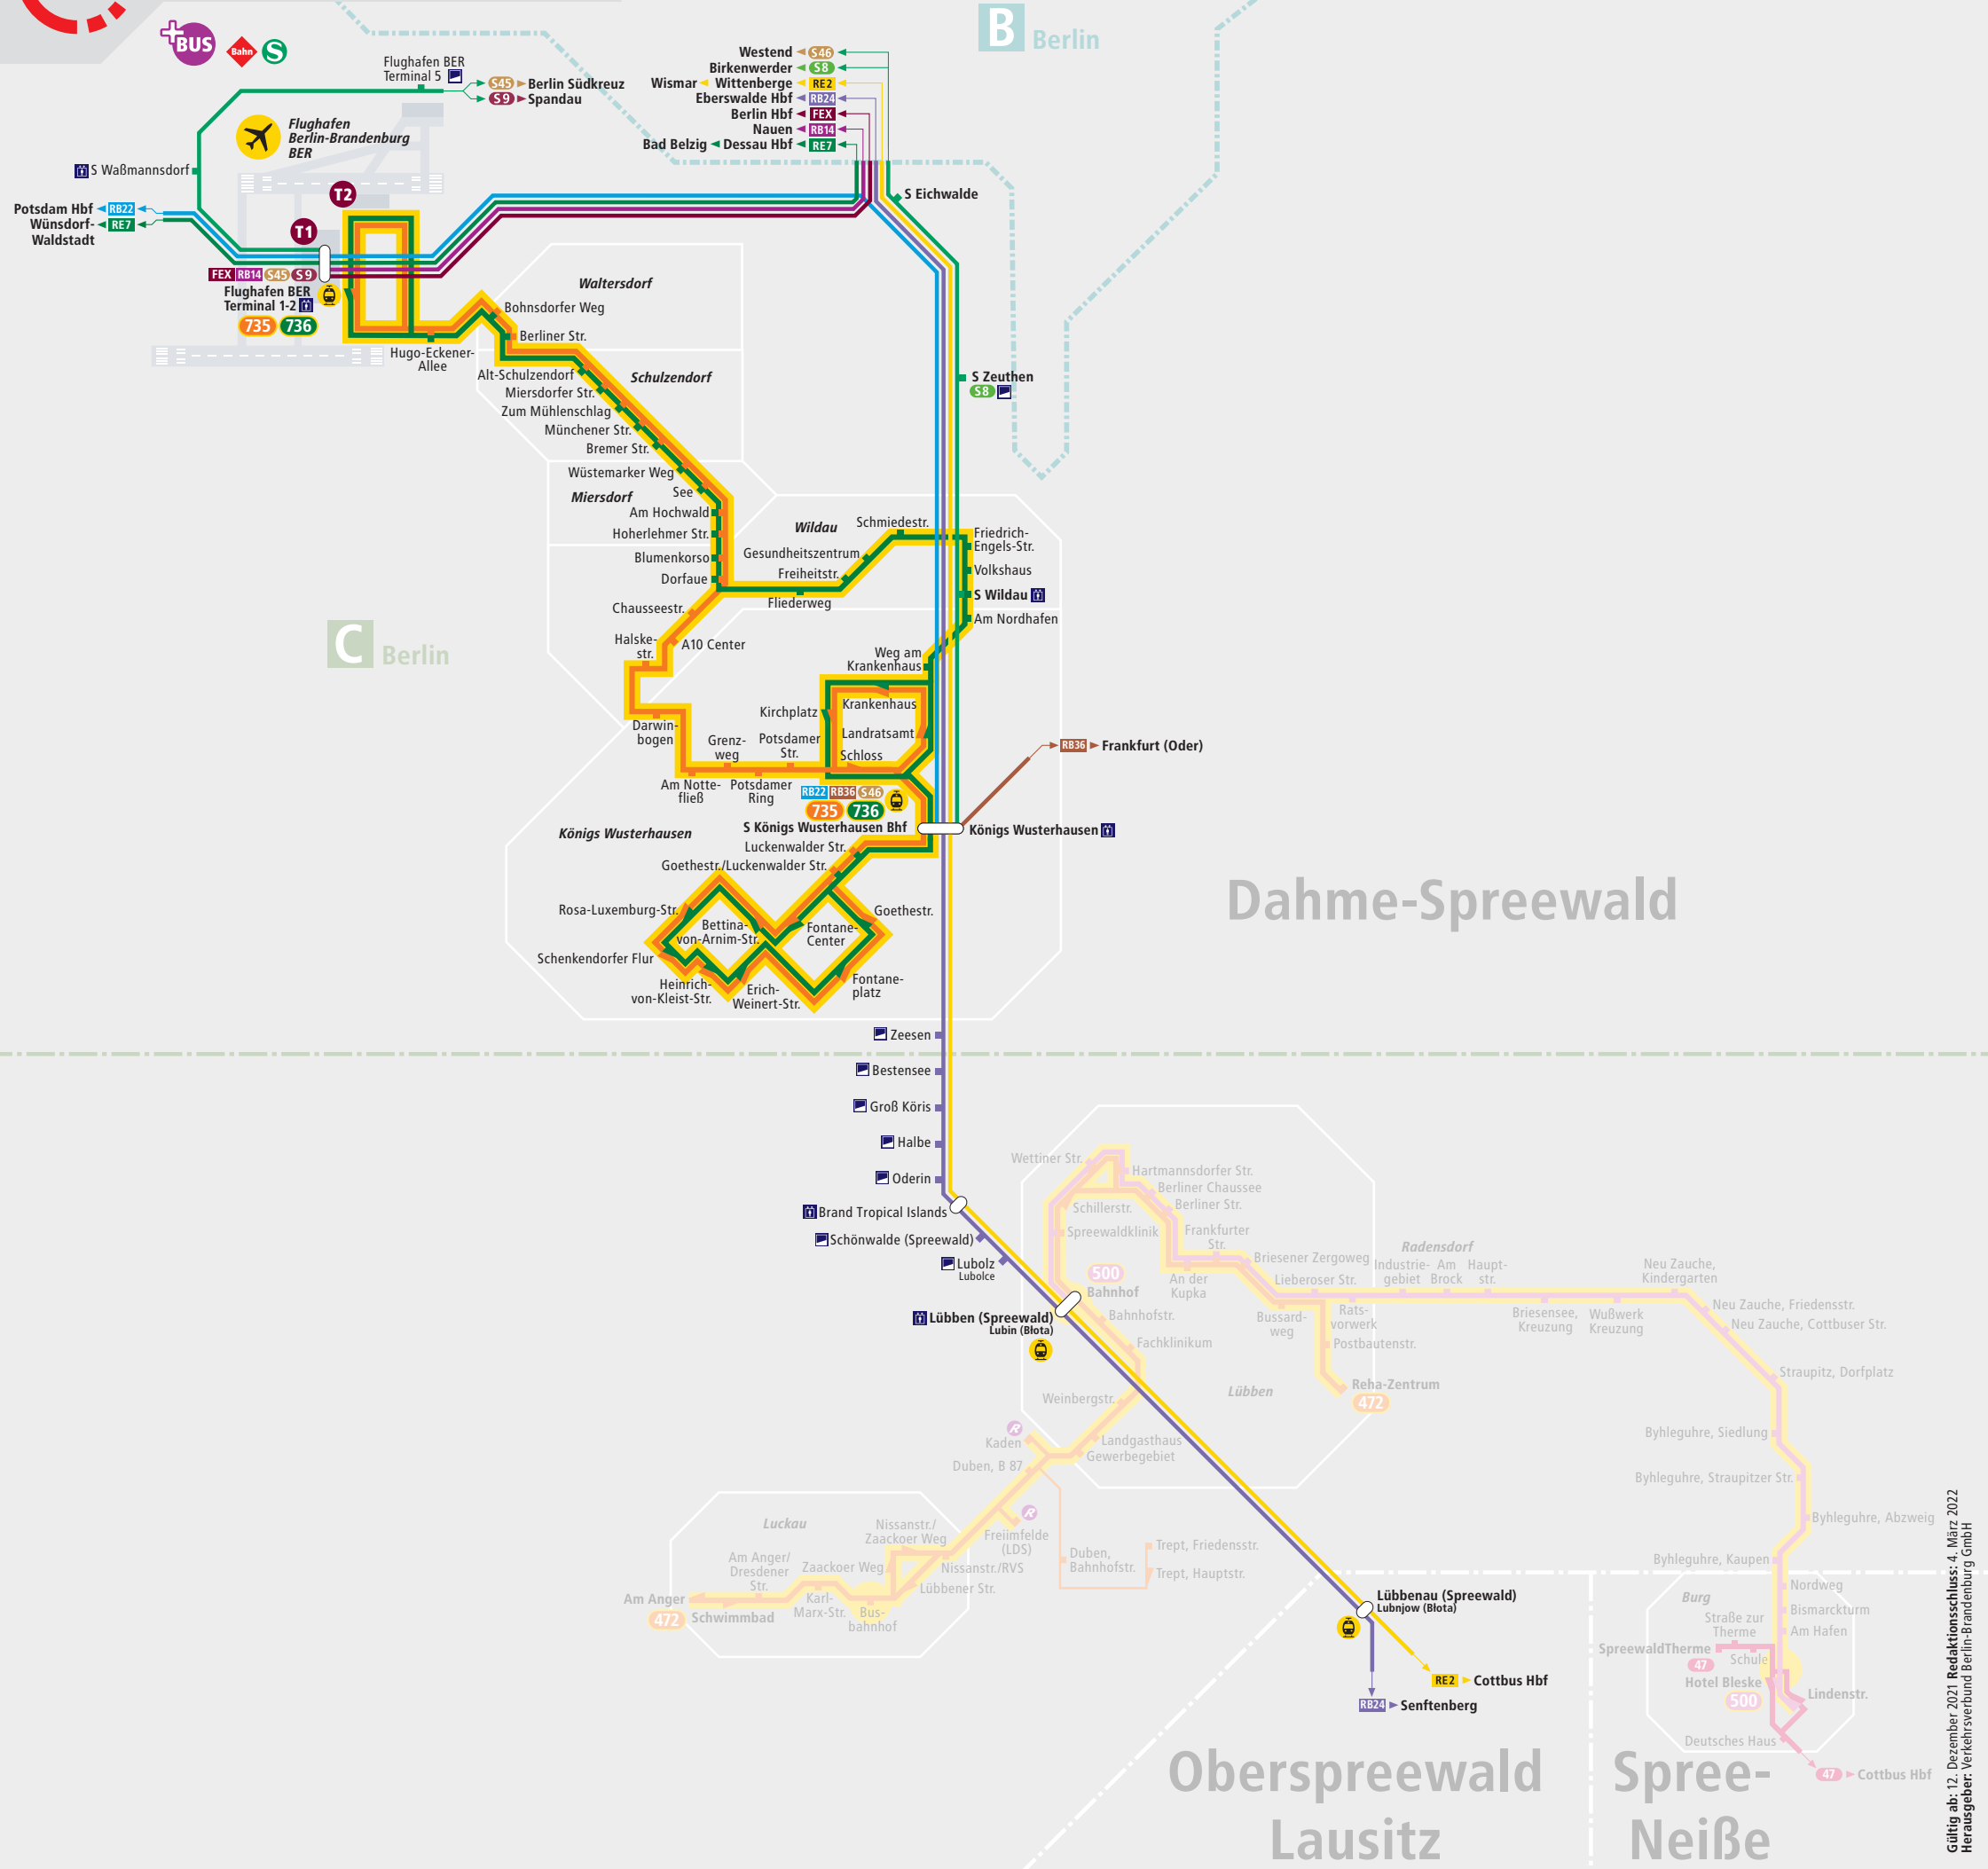 +BUS
Bahn
S
B Berlin
Flughafen BER
Terminal 5
S45 Berlin Südkreuz
S9 Spandau
Westend S46
Birkenwerder S8
Wismar Wittenberge RE2
Eberswalde Hbf RB24
Berlin Hbf FEX
Nauen RB14
Bad Belzig Dessau Hbf RE7
Flughafen
Berlin-Brandenburg
BER
S Waßmannsdorf
T2
T1
Potsdam Hbf RB22
Wünsdorf-
Waldstadt
RE7
S Eichwalde
FEX RB14 S45 S9
Flughafen BER
Terminal 1-2
735 736
Hugo-Eckener-
Allee
Waltersdorf
Bohnsdorfer Weg
Berliner Str.
Schulzendorf
Alt-Schulzendorf
Miersdorfer Str.
Zum Mühlenschlag
Münchener Str.
Bremer Str.
S Zeuthen
S8
Wüstemarker Weg
Miersdorf
See
Am Hochwald
Hoherlehmer Str.
Blumenkorso
Dorfaue
Wildau
Schmiedestr.
Gesundheitszentrum
Freiheitstr.
Fliederweg
Friedrich-
Engels-Str.
Volkshaus
S Wildau
Am Nordhafen
Chausseestr.
Halske-
str.
A10 Center
C Berlin
Weg am
Krankenhaus
Krankenhaus
Kirchplatz
Landratsamt
Darwin-
bogen
Grenz-
weg
Potsdamer
Str.
Schloss
Am Notte-
fließ
Potsdamer
Ring
RB22 RB36 S46
735 736
S Königs Wusterhausen Bhf
RB36 Frankfurt (Oder)
Königs Wusterhausen
Königs Wusterhausen
Luckenwalder Str.
Goethestr./Luckenwalder Str.
Rosa-Luxemburg-Str.
Bettina-
von-Arnim-Str.
Fontane-
Center
Goethestr.
Schenkendorfer Flur
Heinrich-
von-Kleist-Str.
Erich-
Weinert-Str.
Fontane-
platz
Dahme-Spreewald
Zeesen
Bestensee
Groß Köris
Halbe
Oderin
Brand Tropical Islands
Schönwalde (Spreewald)
Lubolz
Lubolce
Lübben (Spreewald)
Lubin (Błota)
Wettiner Str.
Hartmannsdorfer Str.
Berliner Chaussee
Berliner Str.
Schillerstr.
Spreewaldklinik
Frankfurter
Str.
Briesener Zergoweg
500
Bahnhof
Bahnhofstr.
Fachklinikum
An der
Kupka
Lieberoser Str.
Bussard-
weg
Rats-
vorwerk
Postbautenstr.
Reha-Zentrum
472
Lübben
Radensdorf
Industrie-
gebiet
Am
Brock
Haupt-
str.
Briesensee,
Kreuzung
Wußwerk
Kreuzung
Neu Zauche,
Kindergarten
Neu Zauche, Friedensstr.
Neu Zauche, Cottbuser Str.
Straupitz, Dorfplatz
Byhleguhre, Siedlung
Byhleguhre, Straupitzer Str.
Byhleguhre, Abzweig
Byhleguhre, Kaupen
Weinbergstr.
R
Kaden
Landgasthaus
Gewerbegebiet
Duben, B 87
R
Freiimfelde
(LDS)
Duben,
Bahnhofstr.
Trept, Friedensstr.
Trept, Hauptstr.
Luckau
Nissanstr./
Zaackoer Weg
Nissanstr./RVS
Zaackoer Weg
Lübbener Str.
Am Anger/
Dresdener
Str.
Karl-
Marx-Str.
Bus-
bahnhof
Am Anger
472 Schwimmbad
Lübbenau (Spreewald)
Lubnjow (Błota)
RE2 Cottbus Hbf
RB24 Senftenberg
Nordweg
Burg
Bismarckturm
Straße zur
Therme
Am Hafen
SpreewaldTherme
47
Schule
Hotel Bleske
500
Lindenstr.
Deutsches Haus
47 Cottbus Hbf
Oberspreewald
Lausitz
Spree-
Neiße
Gültig ab: 12. Dezember 2021 Redaktionsschluss: 4. März 2022
Herausgeber: Verkehrsverbund Berlin-Brandenburg GmbH